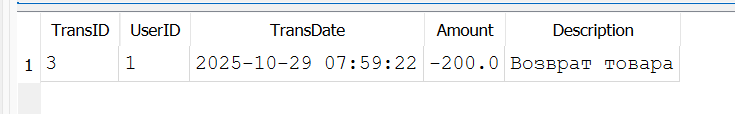 TransID UserID TransDate Amount Description
1 3 1 2025-10-29 07:59:22 -200.0 Возврат товара